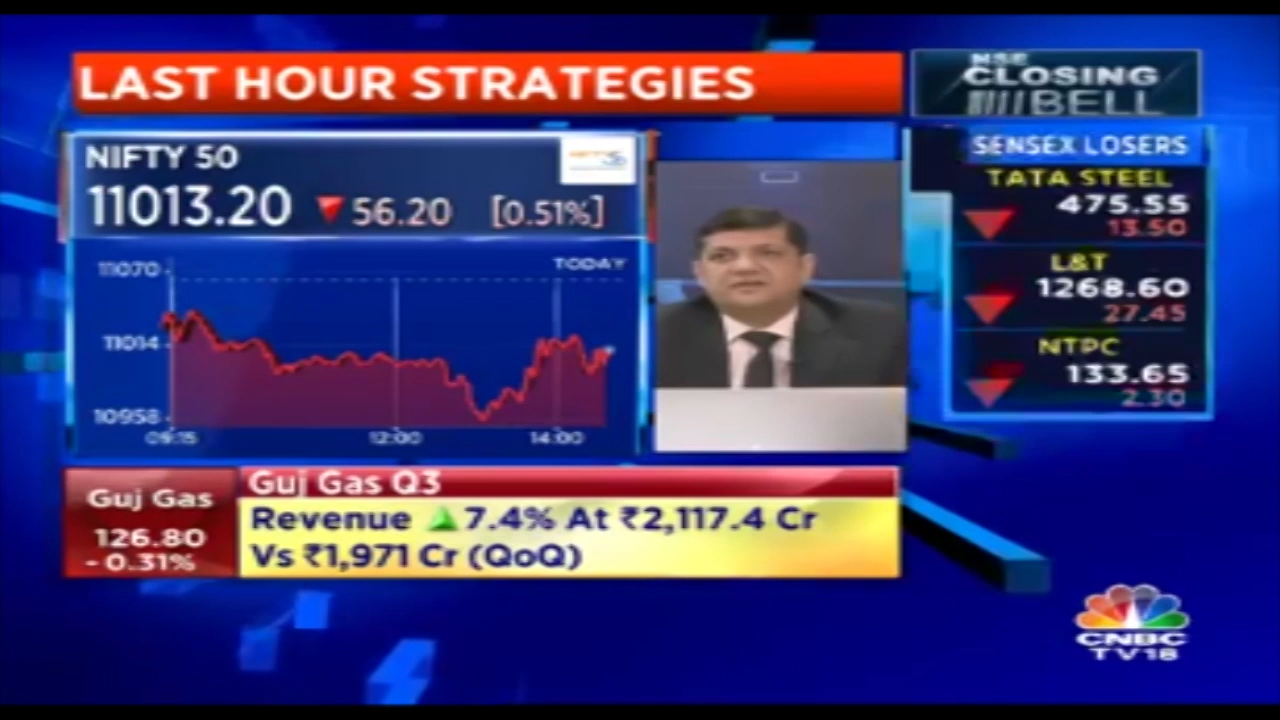 LAST HOUR STRATEGIES
NSE
CLOSING
BELL
NIFTY 50
11013.20 ▼ 56.20 [0.51%]
TODAY
11070
11014
10958
09:15 12:00 14:00
SENSEX LOSERS
TATA STEEL
475.55
13.50
L&T
1268.60
27.45
NTPC
133.65
2.30
Guj Gas
126.80
- 0.31%
Guj Gas Q3
Revenue ▲7.4% At ₹2,117.4 Cr
Vs ₹1,971 Cr (QoQ)
CNBC
TV18